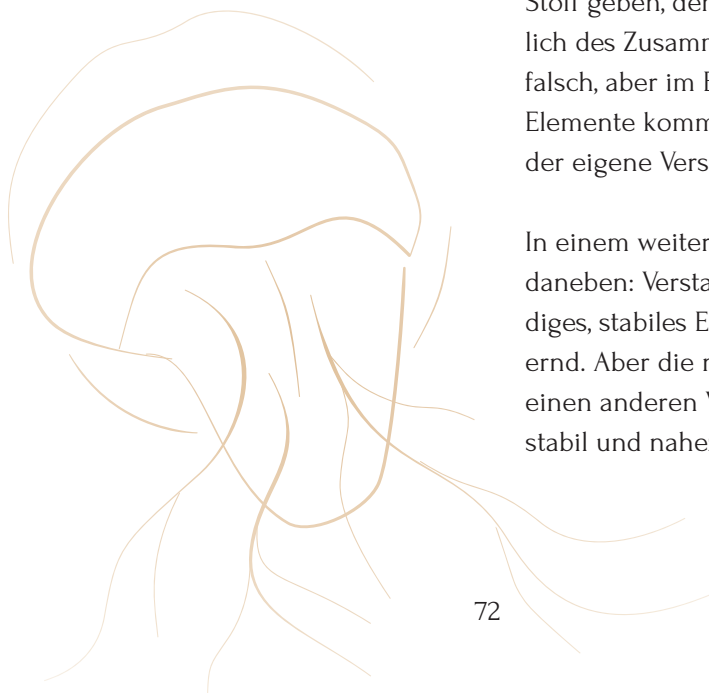 Stoff geben, der
lich des Zusamm
falsch, aber im
Elemente komm
der eigene Vers
In einem weiter
daneben: Versta
diges, stabiles E
ernd. Aber die
einen anderen
stabil und nahe
72